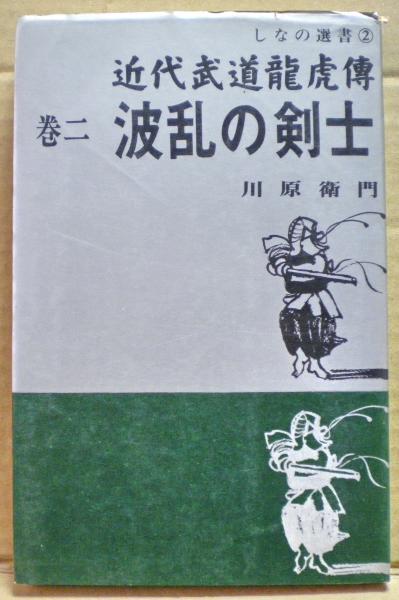 しなの選書②
近代武道龍虎傳
巻二 波乱の剣士
川原衛門